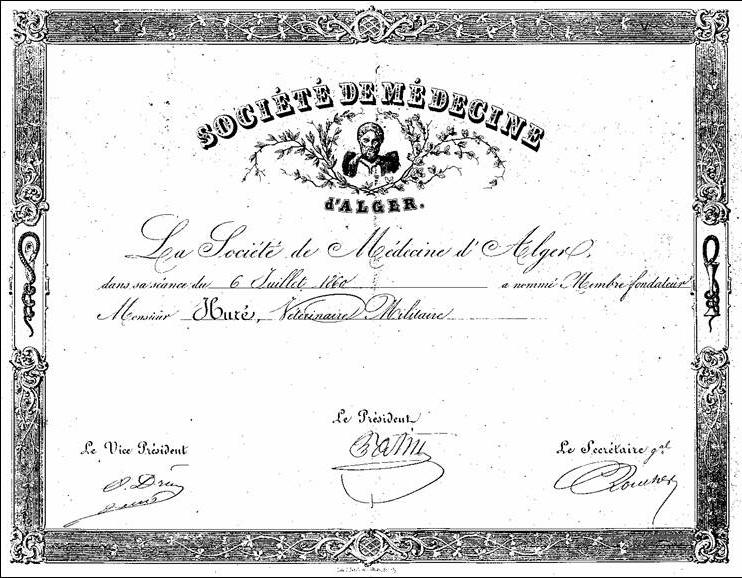 SOCIÉTÉ DE MÉDECINE
d'ALGER.
La Société de Médecine d'Alger,
dans sa séance du 6 Juillet 1860 a nommé Membre fondateur
Monsieur Huré, Vétérinaire Militaire
Le Président
Le Vice Président
Le Secrétaire gal